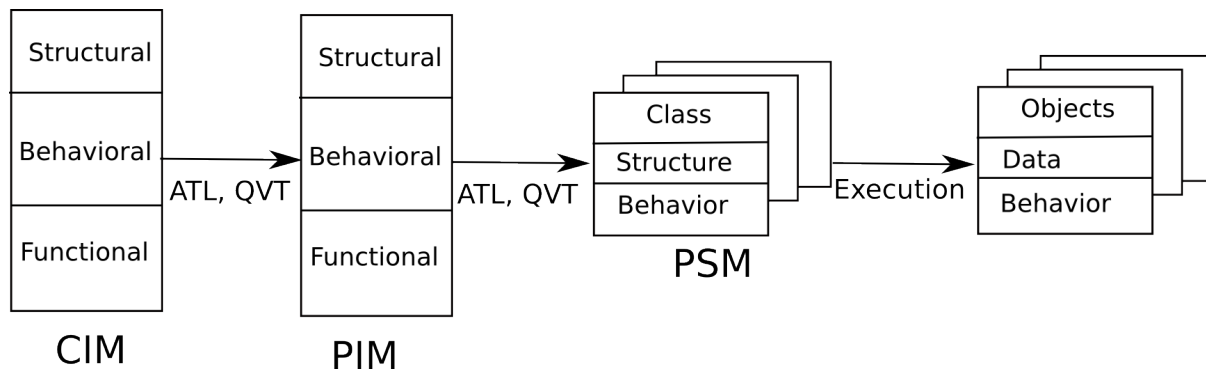 Structural
Behavioral
Functional
CIM
ATL, QVT
Structural
Behavioral
Functional
PIM
ATL, QVT
Class
Structure
Behavior
PSM
Execution
Objects
Data
Behavior